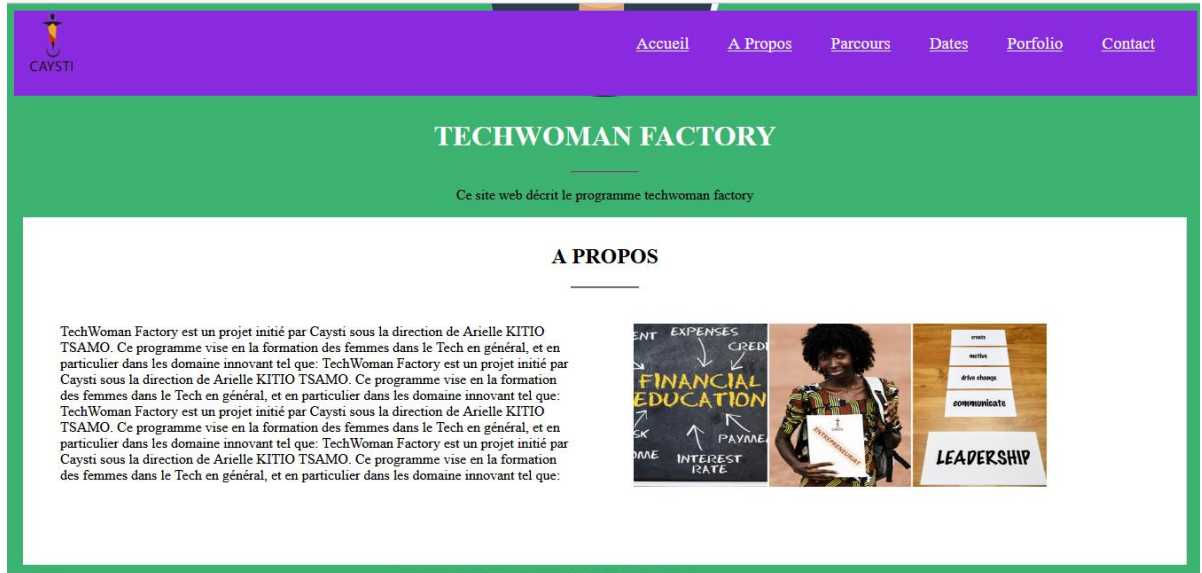 CAYSTI
Accueil A Propos Parcours Dates Porfolio Contact
TECHWOMAN FACTORY
Ce site web décrit le programme techwoman factory
A PROPOS
TechWoman Factory est un projet initié par Caysti sous la direction de Arielle KITIO
TSAMO. Ce programme vise en la formation des femmes dans le Tech en général, et en
particulier dans les domaine innovant tel que: TechWoman Factory est un projet initié par
Caysti sous la direction de Arielle KITIO TSAMO. Ce programme vise en la formation
des femmes dans le Tech en général, et en particulier dans les domaine innovant tel que:
TechWoman Factory est un projet initié par Caysti sous la direction de Arielle KITIO
TSAMO. Ce programme vise en la formation des femmes dans le Tech en général, et en
particulier dans les domaine innovant tel que: TechWoman Factory est un projet initié par
Caysti sous la direction de Arielle KITIO TSAMO. Ce programme vise en la formation
des femmes dans le Tech en général, et en particulier dans les domaine innovant tel que:
ENT EXPENSES
CREDI
FINANCIAL
EDUCATION
SK PAYME
OME INTEREST
RATE
CAYSTI
ENTREPRENEURIAT
create
motive
drive change
communicate
LEADERSHIP